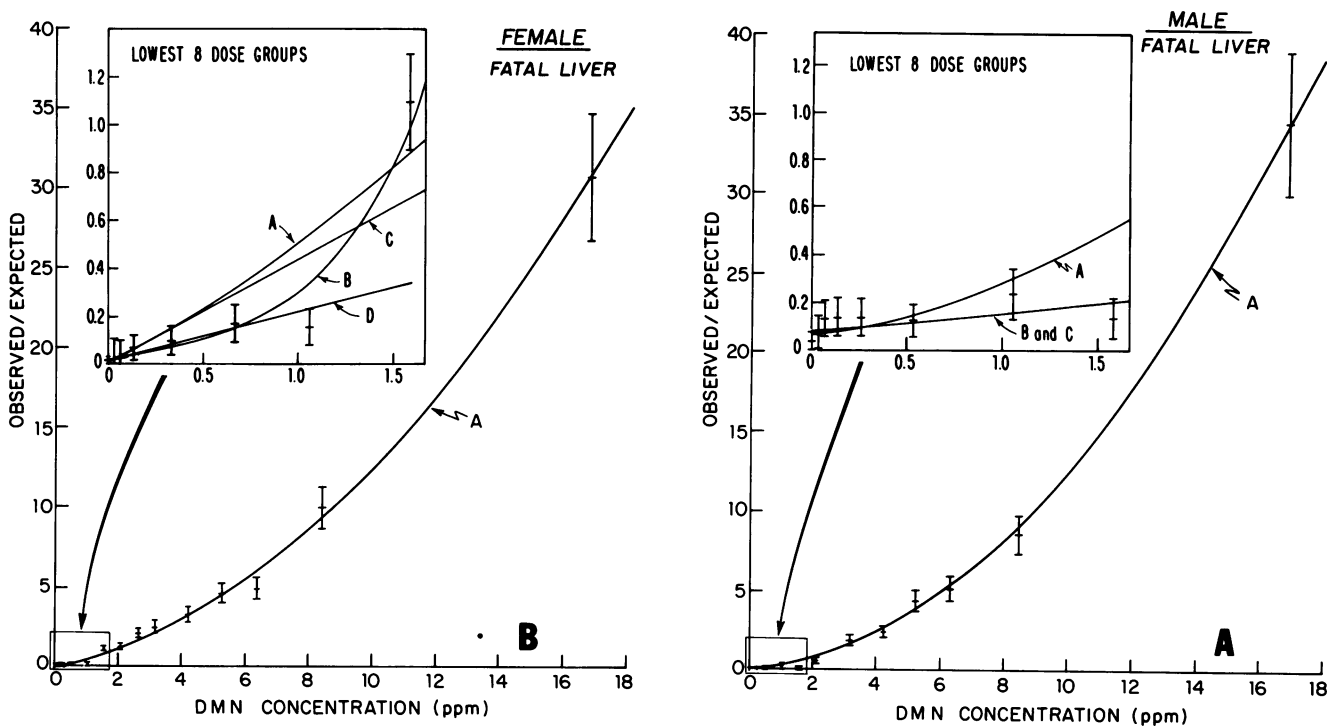 FEMALE
FATAL LIVER
LOWEST 8 DOSE GROUPS
1.2
1.0
0.8
0.6
0.4
0.2
0
A
C
B
D
0 0.5 1.0 1.5
40
35
30
25
20
15
10
5
0
OBSERVED/EXPECTED
A
B
0 2 4 6 8 10 12 14 16 18
DMN CONCENTRATION (ppm)
MALE
FATAL LIVER
LOWEST 8 DOSE GROUPS
1.2
1.0
0.8
0.6
0.4
0.2
0
A
B and C
0 0.5 1.0 1.5
40
35
30
25
20
15
10
5
0
OBSERVED/EXPECTED
A
A
0 2 4 6 8 10 12 14 16 18
DMN CONCENTRATION (ppm)